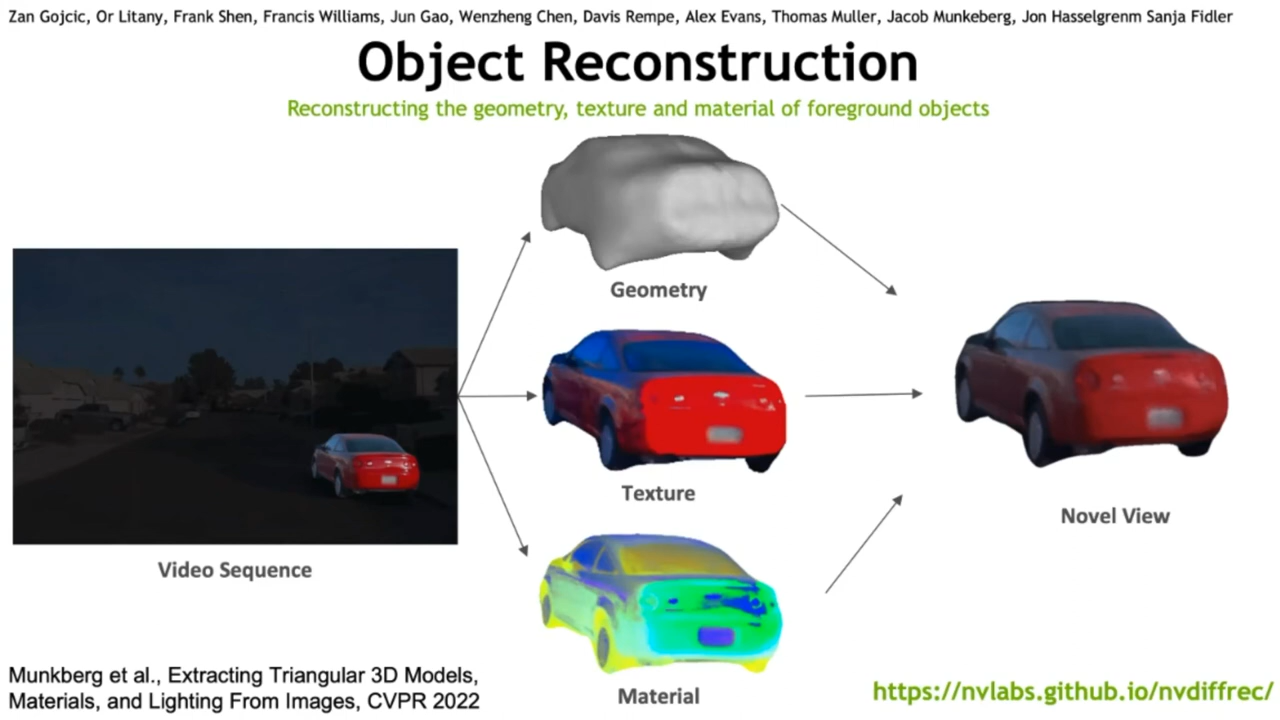 Zan Gojcic, Or Litany, Frank Shen, Francis Williams, Jun Gao, Wenzheng Chen, Davis Rempe, Alex Evans, Thomas Muller, Jacob Munkeberg, Jon Hasselgrenm Sanja Fidler
Object Reconstruction
Reconstructing the geometry, texture and material of foreground objects
Geometry
Texture
Novel View
Video Sequence
Material
Munkberg et al., Extracting Triangular 3D Models,
Materials, and Lighting From Images, CVPR 2022
https://nvlabs.github.io/nvdiffrec/